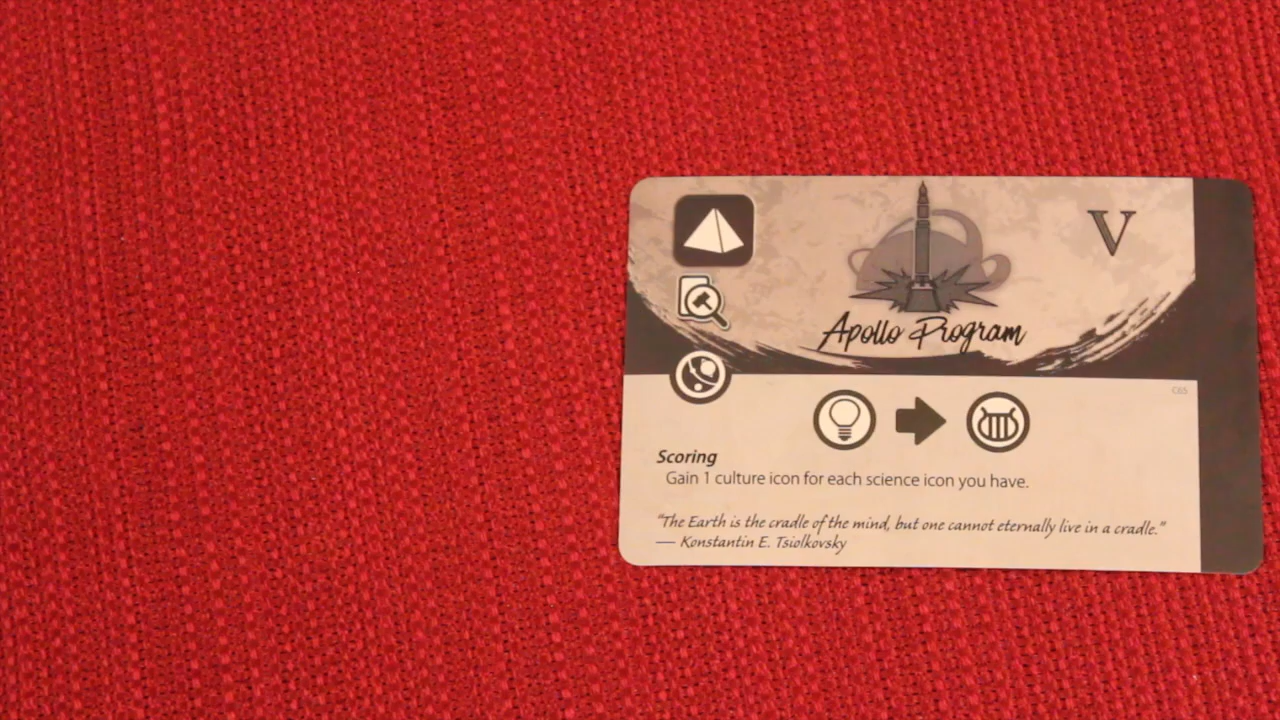 V
Apollo Program
C65
Scoring
Gain 1 culture icon for each science icon you have.
"The Earth is the cradle of the mind, but one cannot eternally live in a cradle."
— Konstantin E. Tsiolkovsky